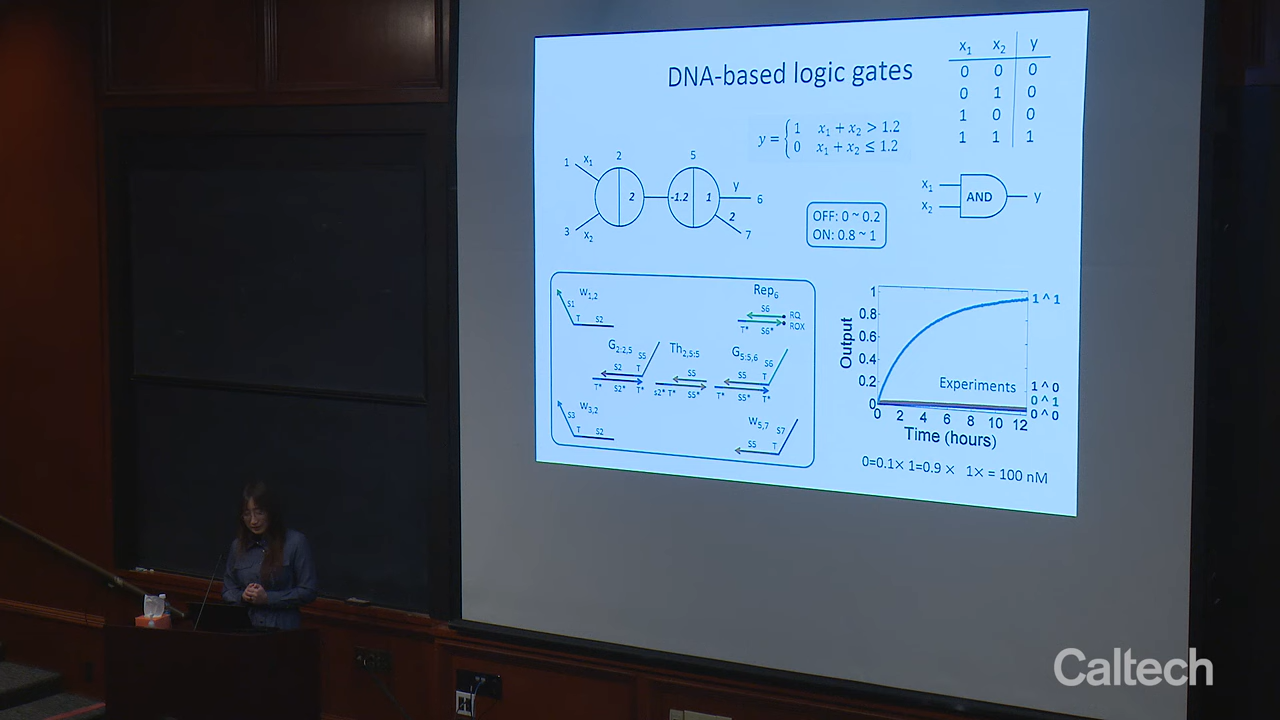 DNA-based logic gates
x₁ x₂ y
0 0 0
0 1 0
1 0 0
1 1 1
y = { 1 x₁ + x₂ > 1.2
0 x₁ + x₂ ≤ 1.2
1 x₁ 2 5
2 -1.2 1 y 6
2
3 x₂ 7
OFF: 0 ~ 0.2
ON: 0.8 ~ 1
x₁ AND y
x₂
W₁,₂ Rep₆
S1 T S2
S6 RQ
T* S6* ROX
G₂:₂,₅ S5 Th₂,₅:₅ G₅:₅,₆ S6
S2 T S5 S5 T
T* S2* T* s2* T* S5* T* S5* T*
W₃,₂ W₅,₇ S7
S3 T S2 S5 T
Output
1
0.8
0.6
0.4
0.2
0
0 2 4 6 8 10 12
Time (hours)
Experiments
1 ^ 1
1 ^ 0
0 ^ 1
0 ^ 0
0=0.1× 1=0.9 × 1× = 100 nM
Caltech